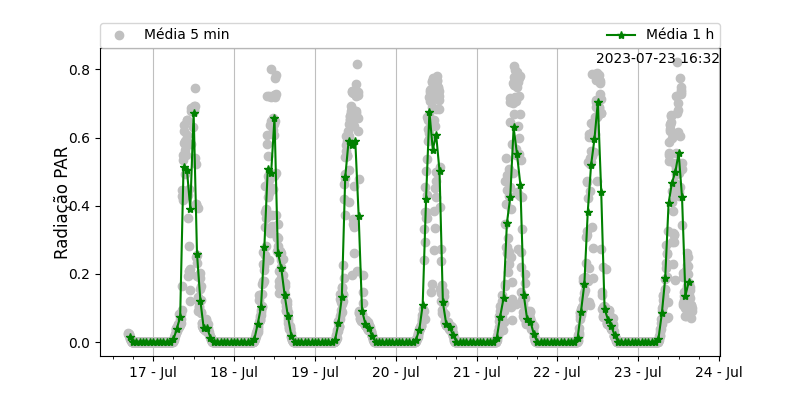 Média 5 min
Média 1 h
2023-07-23 16:32
Radiação PAR
0.8
0.6
0.4
0.2
0.0
17 - Jul
18 - Jul
19 - Jul
20 - Jul
21 - Jul
22 - Jul
23 - Jul
24 - Jul